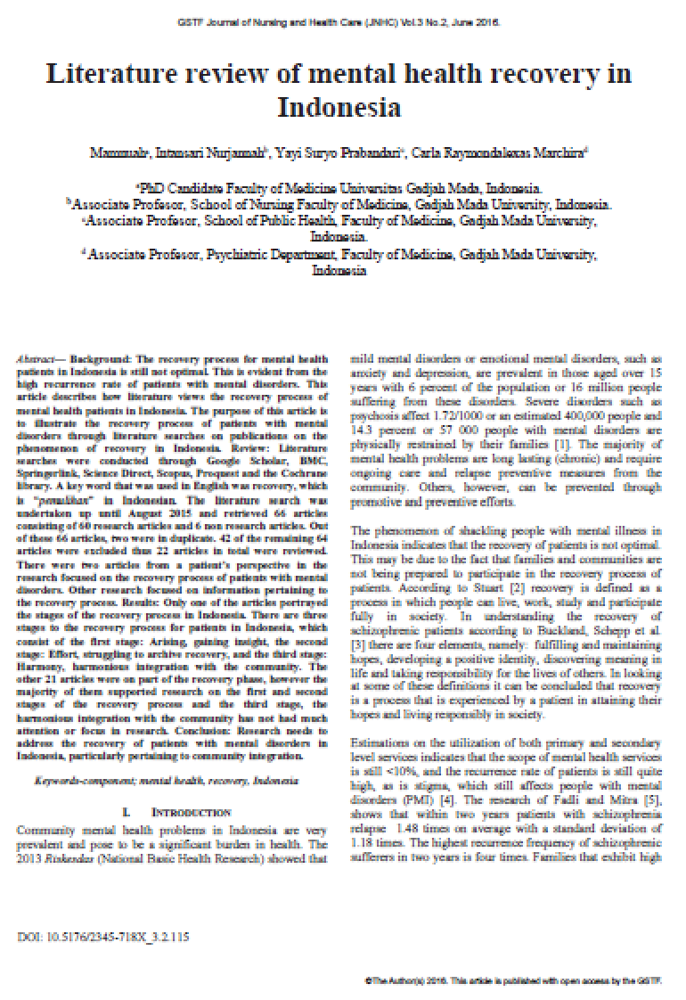 GSTF Journal of Nursing and Health Care (JNHC) Vol.3 No.2, June 2016.
Literature review of mental health recovery in
Indonesia
Intansari Nurjannah, Yayi Suryo Prabandari, Carla Raymondalexas Marchira
aPhD Candidate Faculty of Medicine Universitas Gadjah Mada, Indonesia.
bAssociate Profesor, School of Nursing Faculty of Medicine, Gadjah Mada University, Indonesia.
cAssociate Profesor, School of Public Health, Faculty of Medicine, Gadjah Mada University,
Indonesia.
d Associate Profesor, Psychiatric Department, Faculty of Medicine, Gadjah Mada University,
Indonesia
Abstract— Background: The recovery process for mental health
patients in Indonesia is still not optimal. This is evident from the
high recurrence rate of patients with mental disorders. This
article describes how literature views the recovery process of
mental health patients in Indonesia. The purpose of this article is
to illustrate the recovery process of patients with mental
disorders through literature searches on publications on the
phenomenon of recovery in Indonesia. Review: Literature
searches were conducted through Google Scholar, BMC,
Springerlink, Science Direct, Scopus, Proquest and the Cochrane
library. A key word that was used in English was recovery, which
is "pemulihan" in Indonesian. The literature search was
undertaken up until August 2015 and retrieved 66 articles
consisting of 60 research articles and 6 non research articles. Out
of these 66 articles, two were in duplicate. 42 of the remaining 64
articles were excluded thus 22 articles in total were reviewed.
There were two articles from a patient's perspective in the
research focused on the recovery process of patients with mental
disorders. Other research focused on information pertaining to
the recovery process. Results: Only one of the articles portrayed
the stages of the recovery process in Indonesia. There are three
stages to the recovery process for patients in Indonesia, which
consist of the first stage: Arising, gaining insight, the second
stage: Effort, struggling to archive recovery, and the third stage:
Harmony, harmonious integration with the community. The
other 21 articles were on part of the recovery phase, however the
majority of them supported research on the first and second
stages of the recovery process and the third stage, the
harmonious integration with the community has not had much
attention or focus in research. Conclusion: Research needs to
address the recovery of patients with mental disorders in
Indonesia, particularly pertaining to community integration.
Keywords-component; mental health, recovery, Indonesia
I. INTRODUCTION
Community mental health problems in Indonesia are very
prevalent and pose to be a significant burden in health. The
2013 Riskesdas (National Basic Health Research) showed that
mild mental disorders or emotional mental disorders, such as
anxiety and depression, are prevalent in those aged over 15
years with 6 percent of the population or 16 million people
suffering from these disorders. Severe disorders such as
psychosis affect 1.72/1000 or an estimated 400,000 people and
14.3 percent or 57 000 people with mental disorders are
physically restrained by their families [1]. The majority of
mental health problems are long lasting (chronic) and require
ongoing care and relapse preventive measures from the
community. Others, however, can be prevented through
promotive and preventive efforts.
The phenomenon of shackling people with mental illness in
Indonesia indicates that the recovery of patients is not optimal.
This may be due to the fact that families and communities are
not being prepared to participate in the recovery process of
patients. According to Stuart [2] recovery is defined as a
process in which people can live, work, study and participate
fully in society. In understanding the recovery of
schizophrenic patients according to Buckland, Schepp et al.
[3] there are four elements, namely: fulfilling and maintaining
hopes, developing a positive identity, discovering meaning in
life and taking responsibility for the lives of others. In looking
at some of these definitions it can be concluded that recovery
is a process that is experienced by a patient in attaining their
hopes and living responsibly in society.
Estimations on the utilization of both primary and secondary
level services indicates that the scope of mental health services
is still <10%, and the recurrence rate of patients is still quite
high, as is stigma, which still affects people with mental
disorders (PMI) [4]. The research of Fadli and Mitra [5],
shows that within two years patients with schizophrenia
relapse 1.48 times on average with a standard deviation of
1.18 times. The highest recurrence frequency of schizophrenic
sufferers in two years is four times. Families that exhibit high
DOI: 10.5176/2345-718X_3.2.115
©The Author(s) 2016. This article is published with open access by the GSTF.